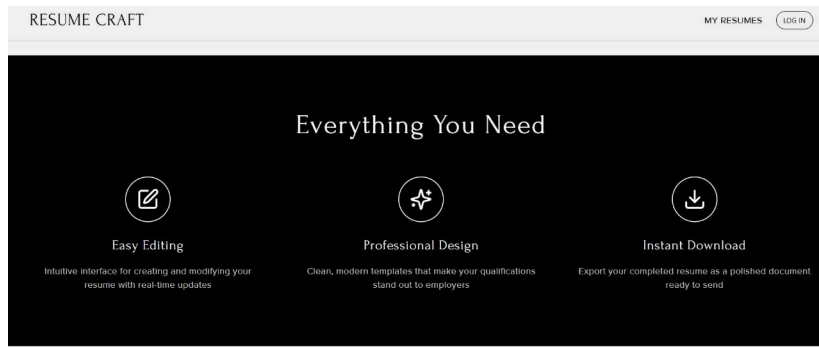 RESUME CRAFT
MY RESUMES
LOG IN
Everything You Need
Easy Editing
Intuitive interface for creating and modifying your
resume with real-time updates
Professional Design
Clean, modern templates that make your qualifications
stand out to employers
Instant Download
Export your completed resume as a polished document
ready to send